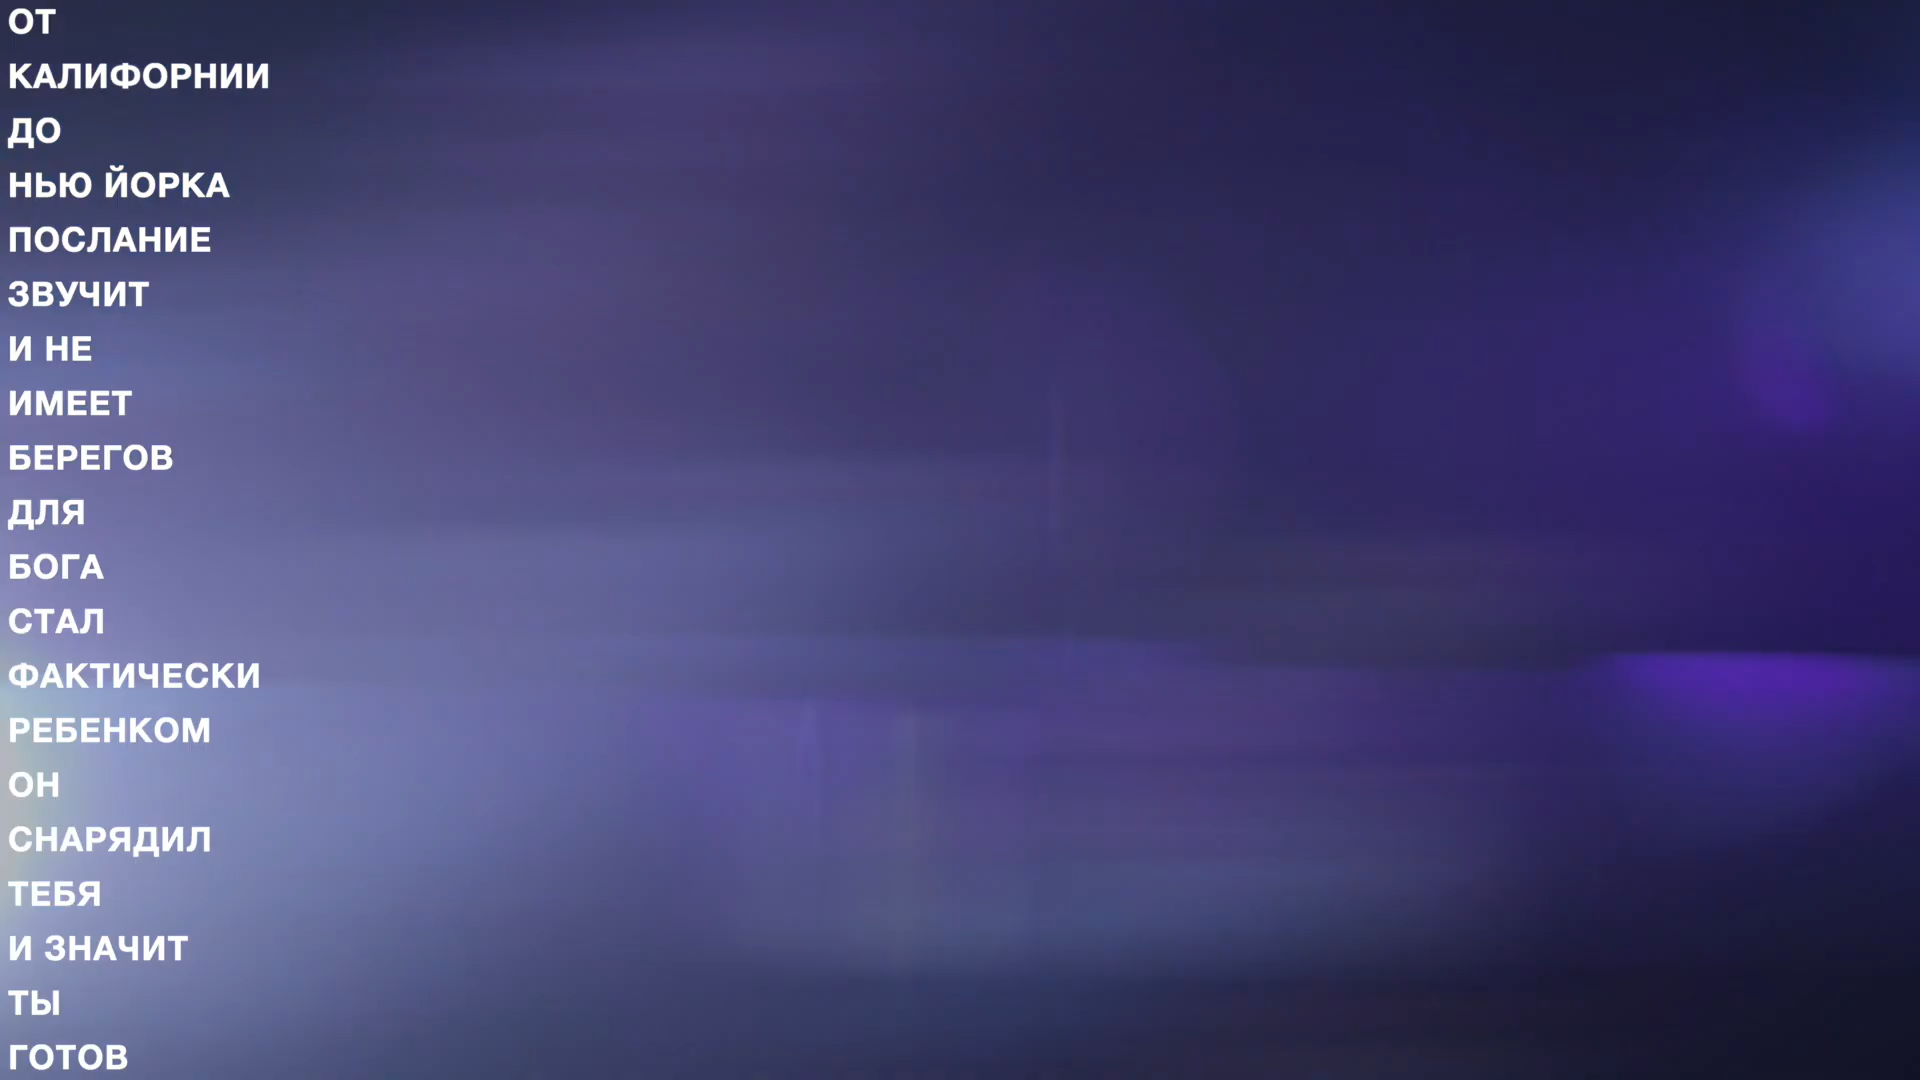 ОТ
КАЛИФОРНИИ
ДО
НЬЮ ЙОРКА
ПОСЛАНИЕ
ЗВУЧИТ
И НЕ
ИМЕЕТ
БЕРЕГОВ
ДЛЯ
БОГА
СТАЛ
ФАКТИЧЕСКИ
РЕБЕНКОМ
ОН
СНАРЯДИЛ
ТЕБЯ
И ЗНАЧИТ
ТЫ
ГОТОВ